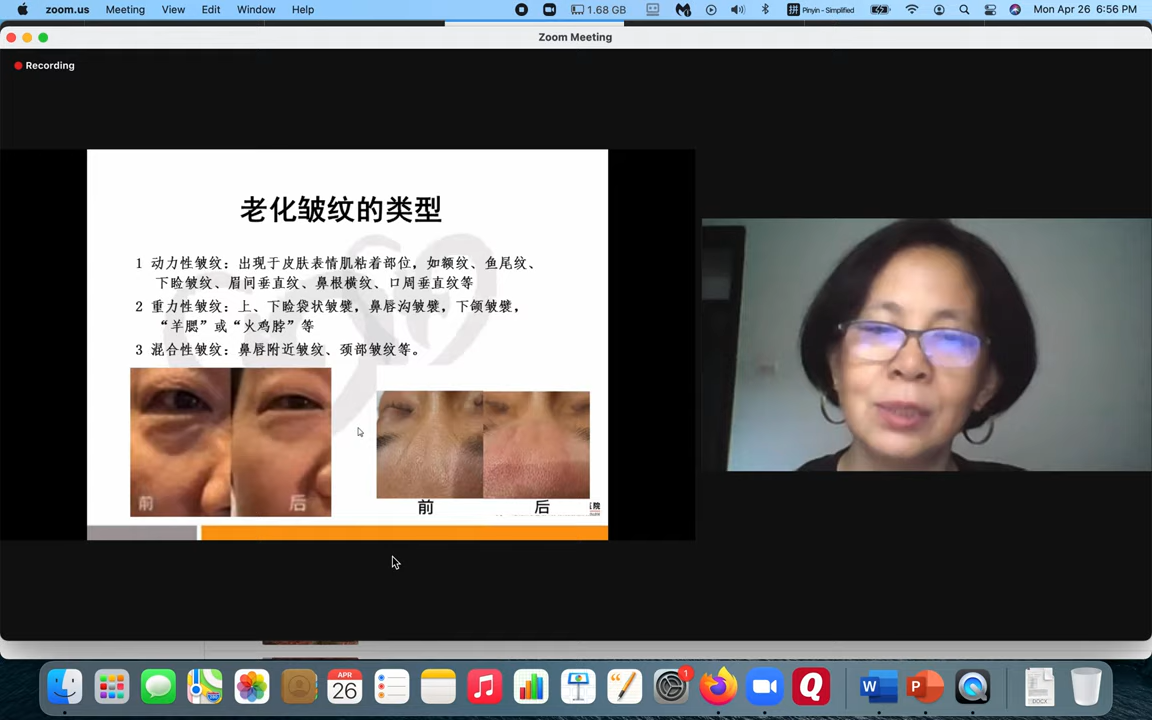 zoom.us Meeting View Edit Window Help 1.68 GB 拼 Pinyin - Simplified Mon Apr 26 6:56 PM
Zoom Meeting
Recording
老化皱纹的类型
1 动力性皱纹：出现于皮肤表情肌粘着部位，如额纹、鱼尾纹、
下睑皱纹、眉间垂直纹、鼻根横纹、口周垂直纹等
2 重力性皱纹：上、下睑袋状皱襞，鼻唇沟皱襞，下颌皱襞，
“羊腮”或“火鸡脖”等
3 混合性皱纹：鼻唇附近皱纹、颈部皱纹等。
前 后
前 后
医院
APR
26
1
W
P
Q
DOCX